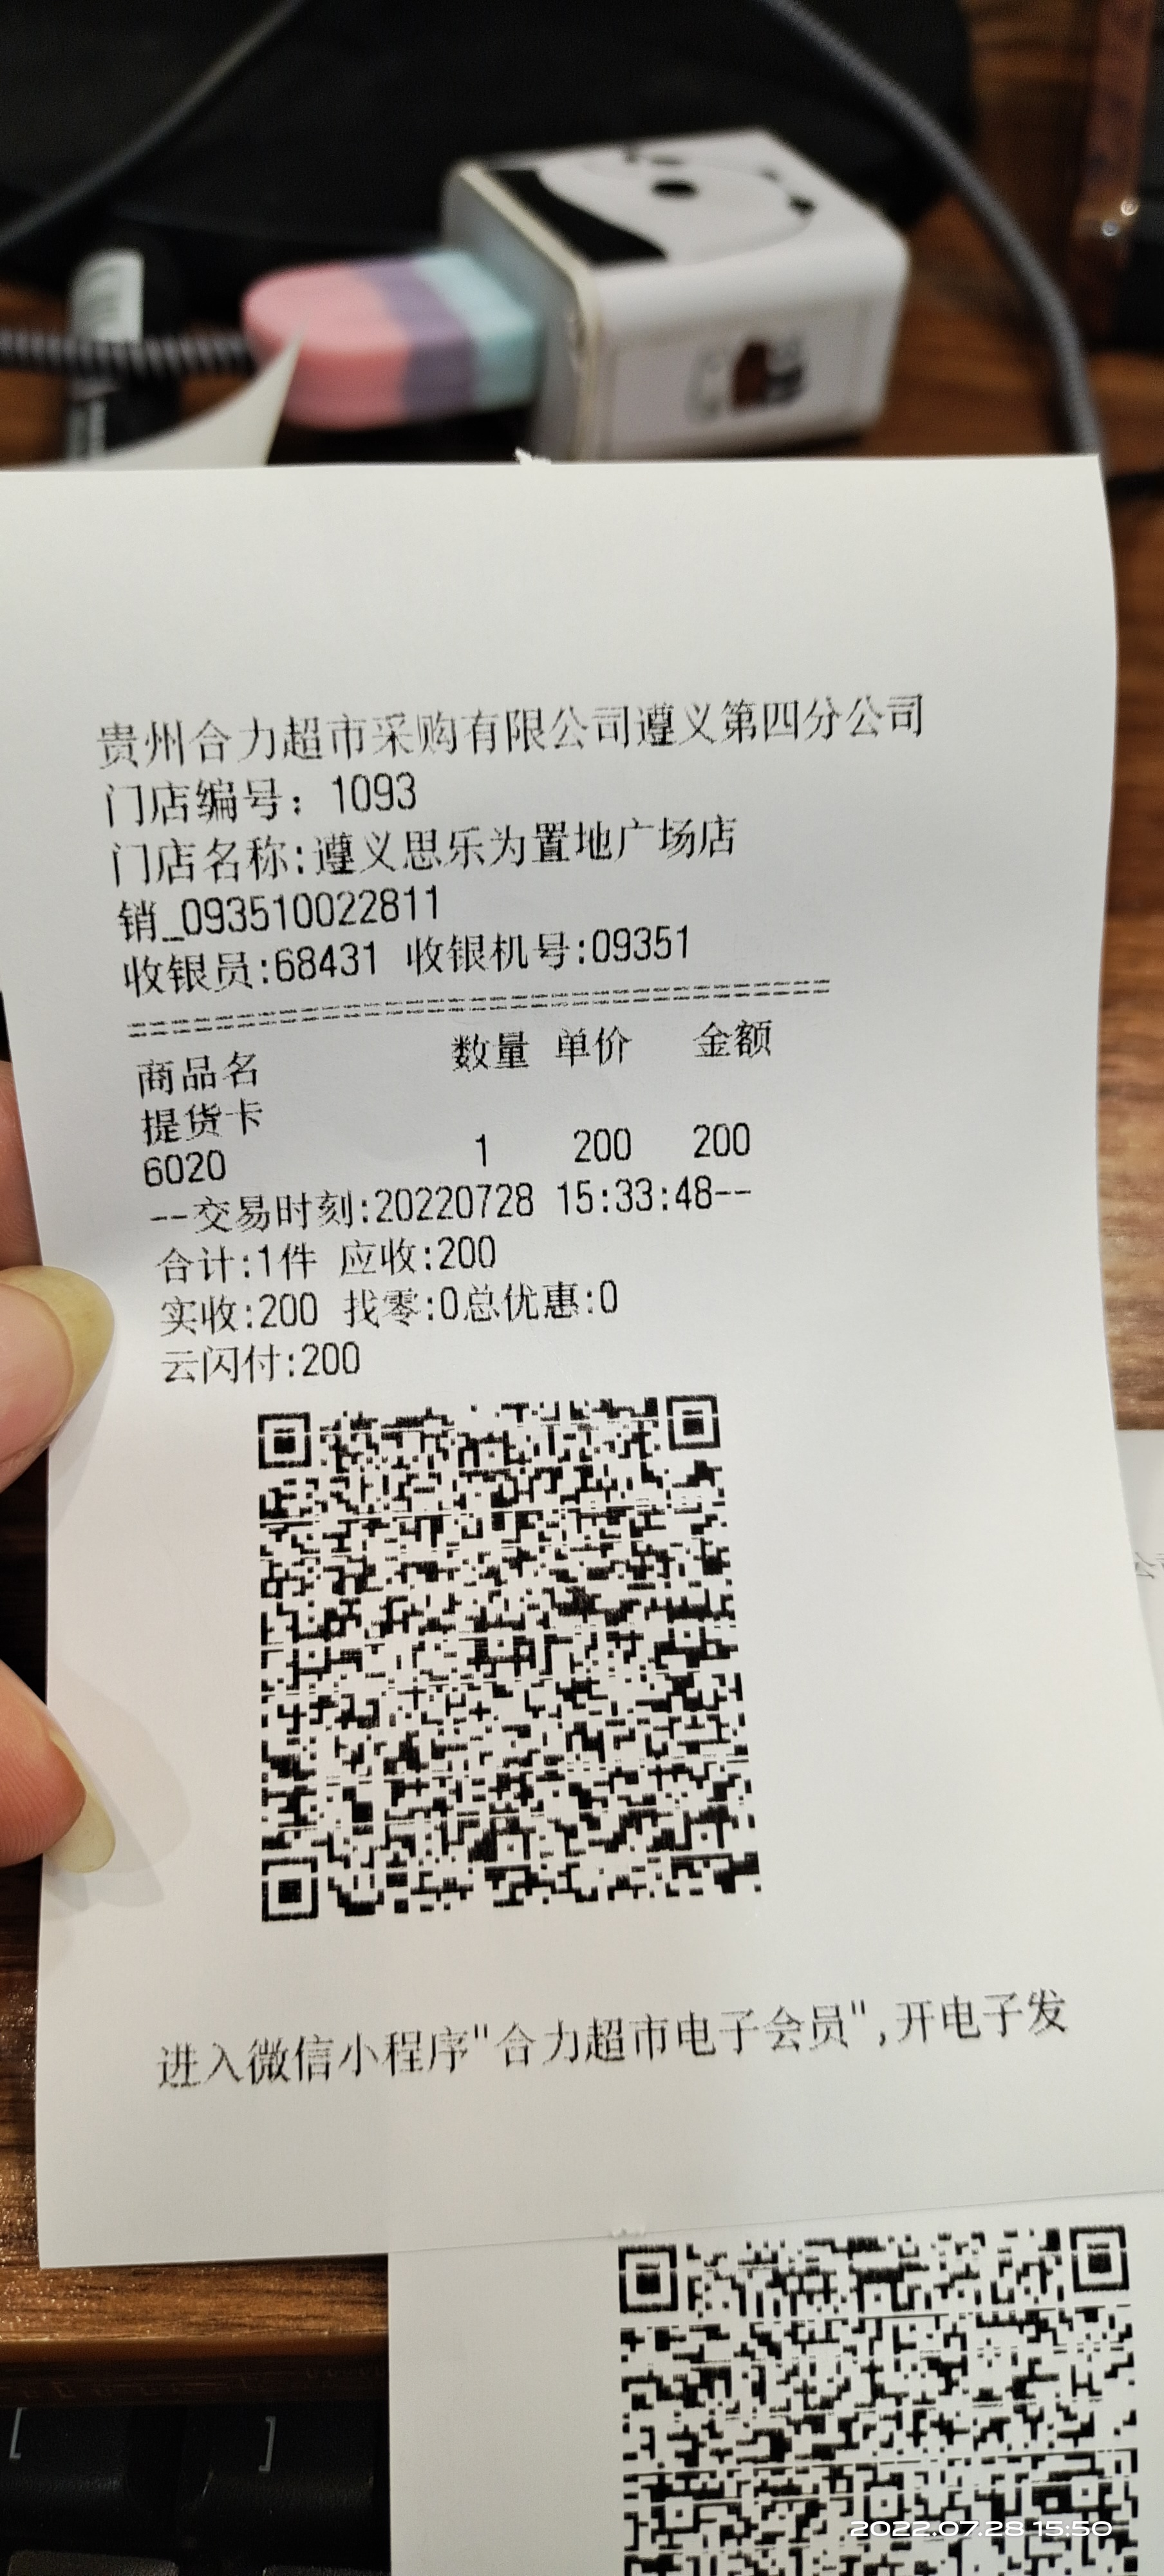 贵州合力超市采购有限公司遵义第四分公司
门店编号：1093
门店名称:遵义思乐为置地广场店
销_093510022811
收银员:68431 收银机号:09351
================================
商品名 数量 单价 金额
提货卡
6020 1 200 200
--交易时刻:20220728 15:33:48--
合计:1件 应收:200
实收:200 找零:0总优惠:0
云闪付:200
进入微信小程序"合力超市电子会员",开电子发
[ ]
2022.07.28 15:50